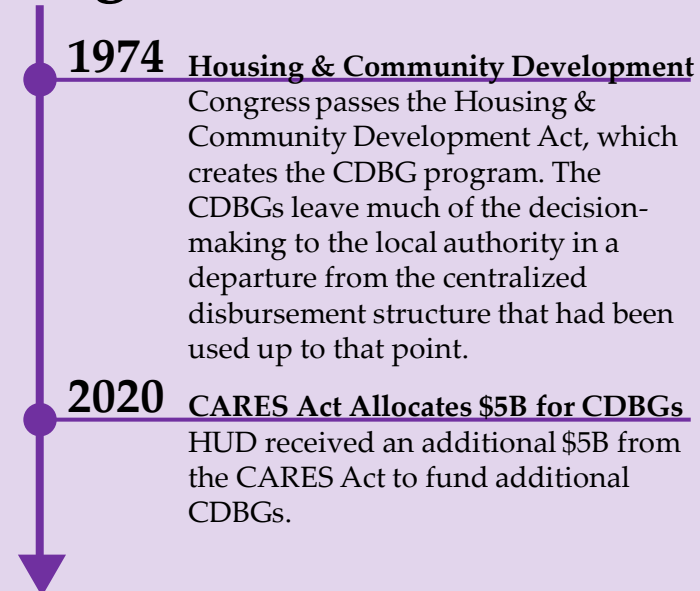 1974 Housing & Community Development
Congress passes the Housing &
Community Development Act, which
creates the CDBG program. The
CDBGs leave much of the decision-
making to the local authority in a
departure from the centralized
disbursement structure that had been
used up to that point.
2020 CARES Act Allocates $5B for CDBGs
HUD received an additional $5B from
the CARES Act to fund additional
CDBGs.